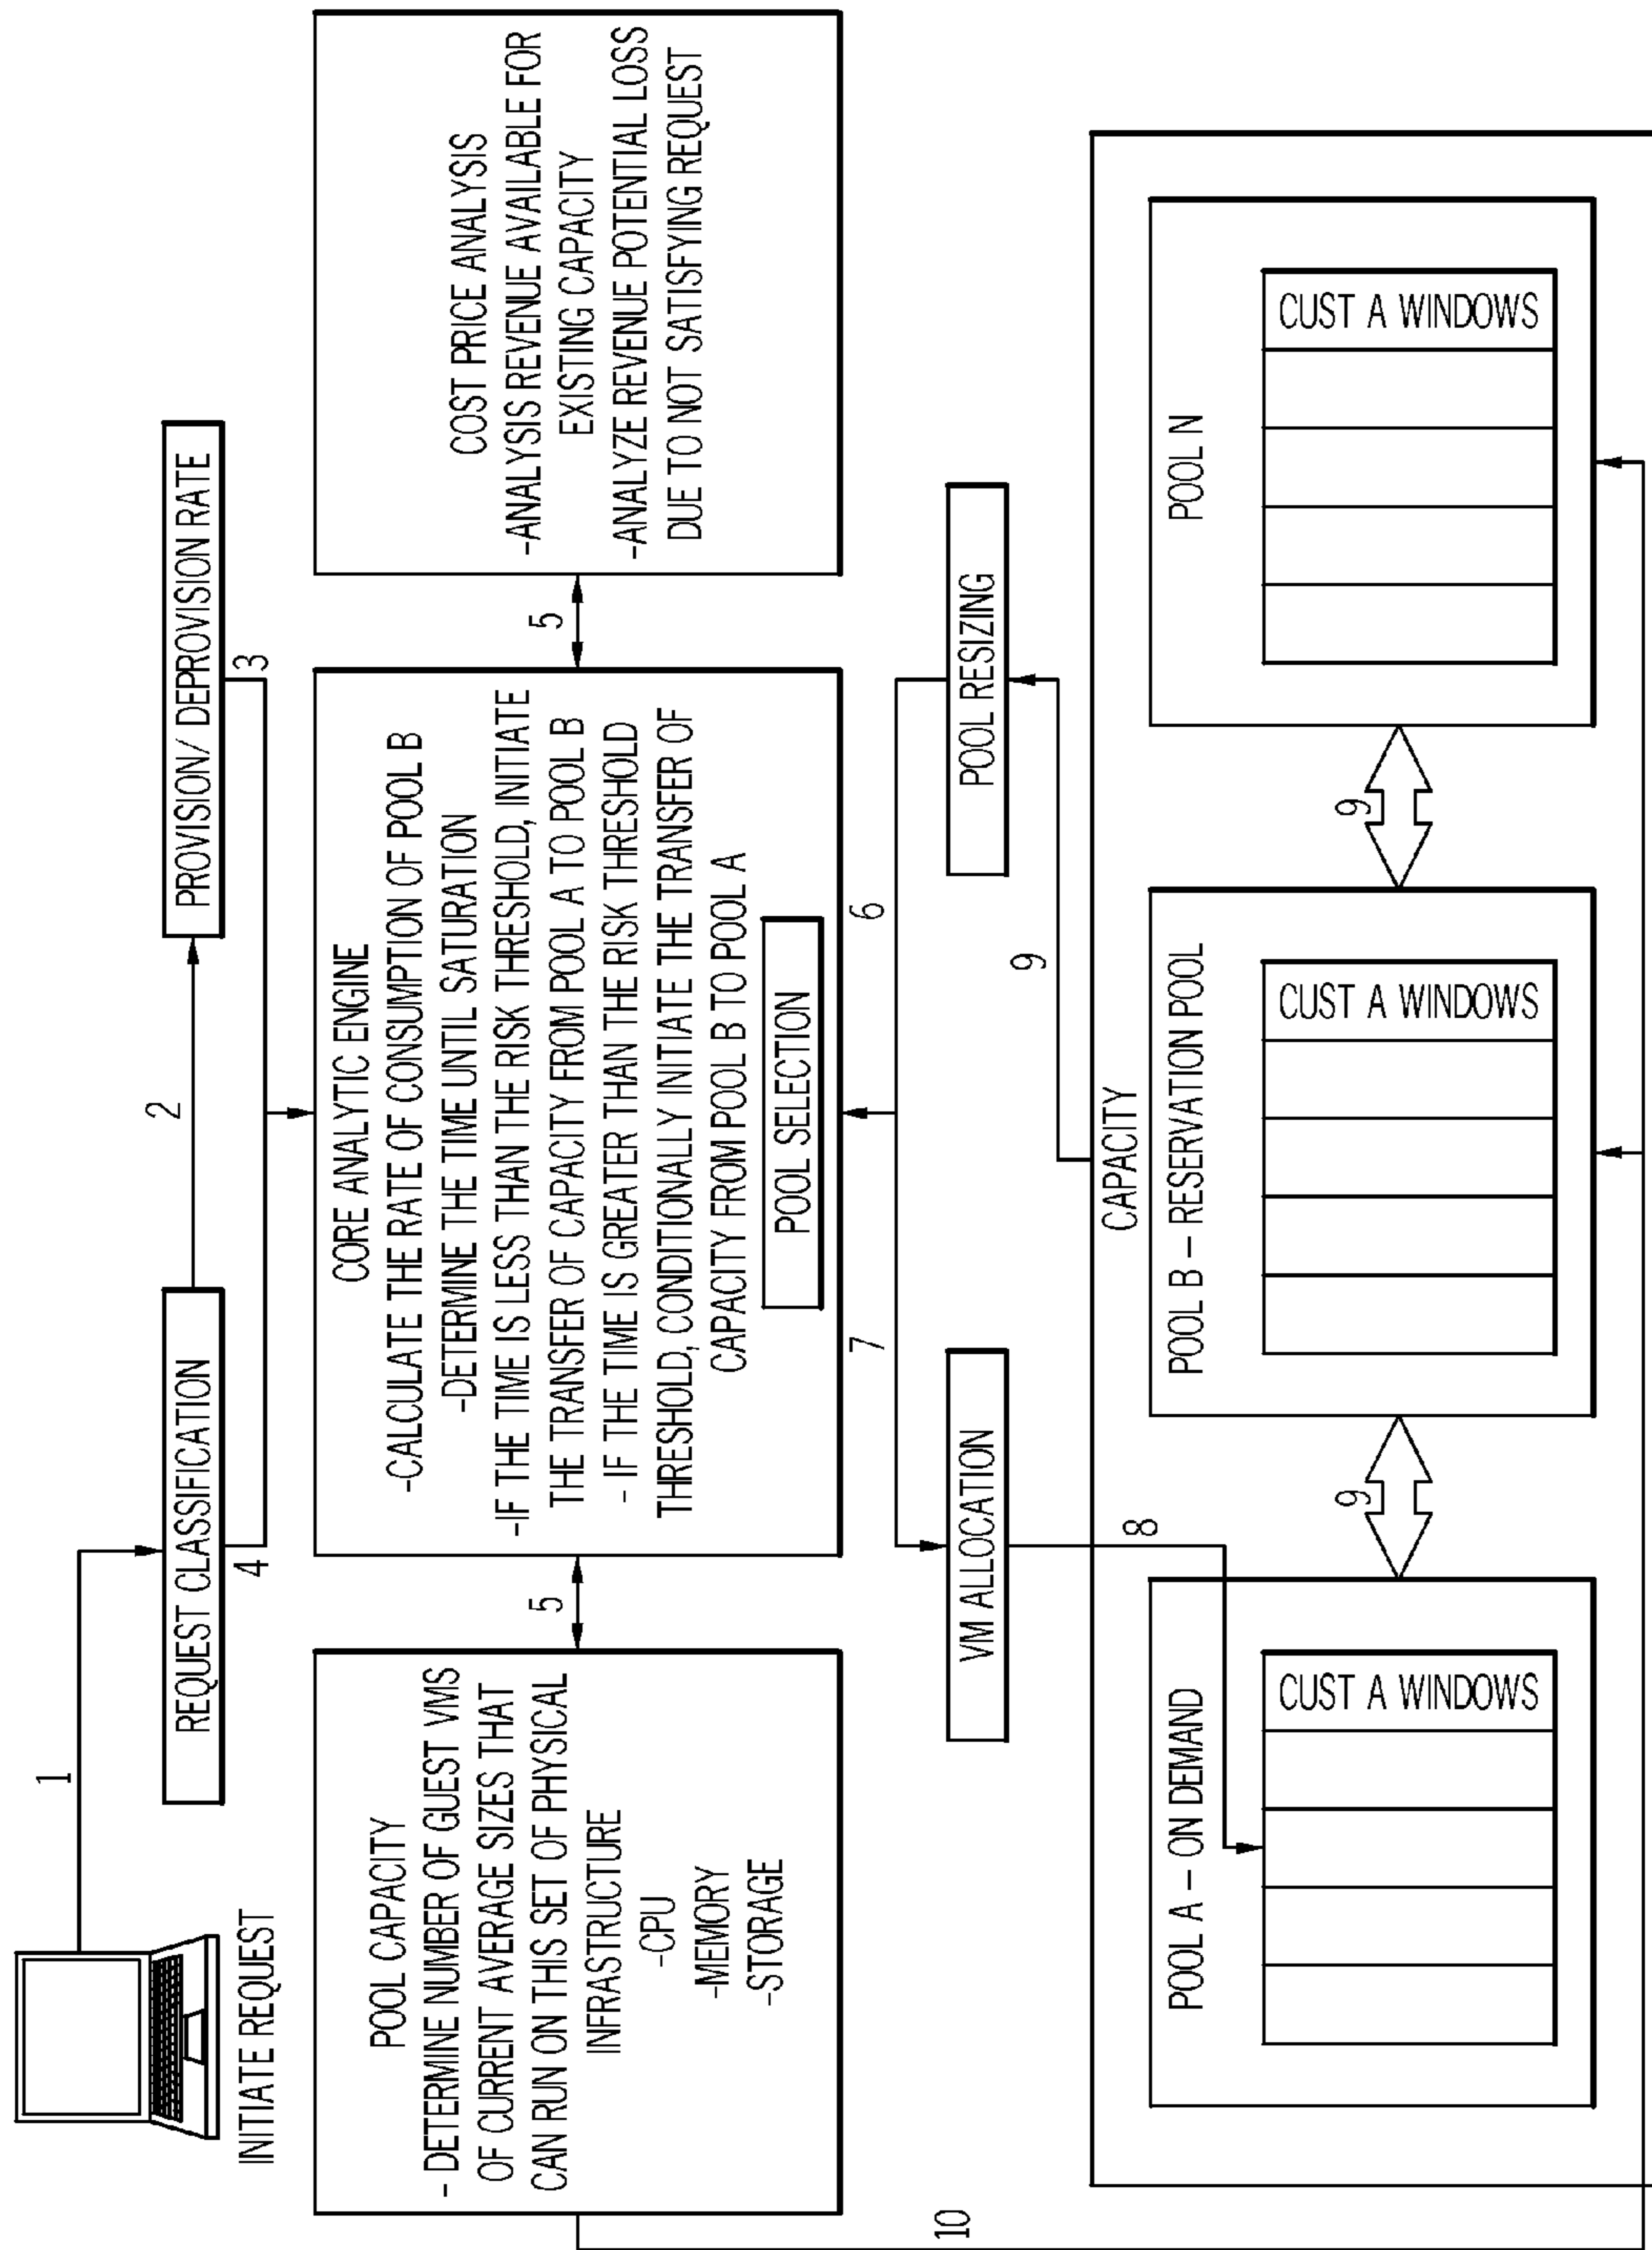 1
INITIATE REQUEST
REQUEST CLASSIFICATION
2
PROVISION/ DEPROVISION RATE
4
3
POOL CAPACITY
- DETERMINE NUMBER OF GUEST VMS
OF CURRENT AVERAGE SIZES THAT
CAN RUN ON THIS SET OF PHYSICAL
INFRASTRUCTURE
-CPU
-MEMORY
-STORAGE
5
CORE ANALYTIC ENGINE
-CALCULATE THE RATE OF CONSUMPTION OF POOL B
-DETERMINE THE TIME UNTIL SATURATION
-IF THE TIME IS LESS THAN THE RISK THRESHOLD, INITIATE
THE TRANSFER OF CAPACITY FROM POOL A TO POOL B
- IF THE TIME IS GREATER THAN THE RISK THRESHOLD
THRESHOLD, CONDITIONALLY INITIATE THE TRANSFER OF
CAPACITY FROM POOL B TO POOL A
POOL SELECTION
5
COST PRICE ANALYSIS
-ANALYSIS REVENUE AVAILABLE FOR
EXISTING CAPACITY
-ANALYZE REVENUE POTENTIAL LOSS
DUE TO NOT SATISFYING REQUEST
7
6
VM ALLOCATION
POOL RESIZING
10
9
8
CAPACITY
POOL A – ON DEMAND
CUST A WINDOWS
9
POOL B – RESERVATION POOL
CUST A WINDOWS
9
POOL N
CUST A WINDOWS